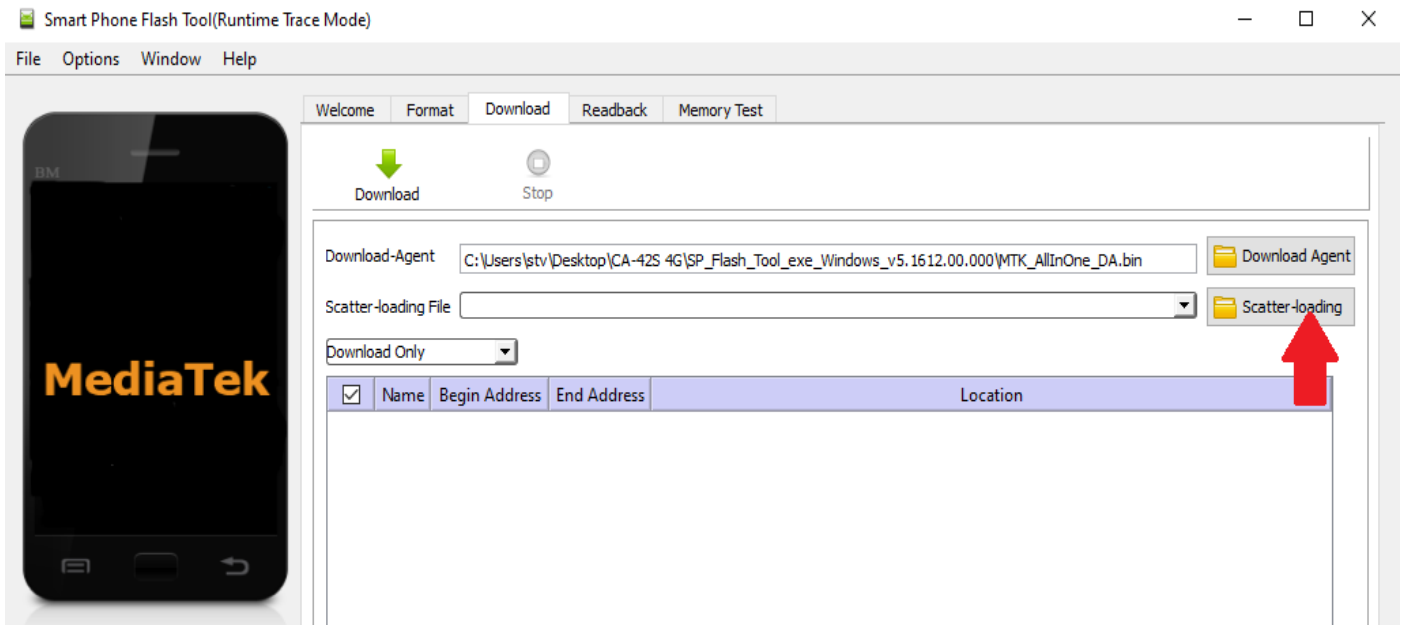 Smart Phone Flash Tool(Runtime Trace Mode)
File Options Window Help
Welcome Format Download Readback Memory Test
BM
Download Stop
Download-Agent C:\Users\stv\Desktop\CA-42S 4G\SP_Flash_Tool_exe_Windows_v5.1612.00.000\MTK_AllInOne_DA.bin Download Agent
Scatter-loading File Scatter-loading
Download Only
MediaTek
Name Begin Address End Address Location